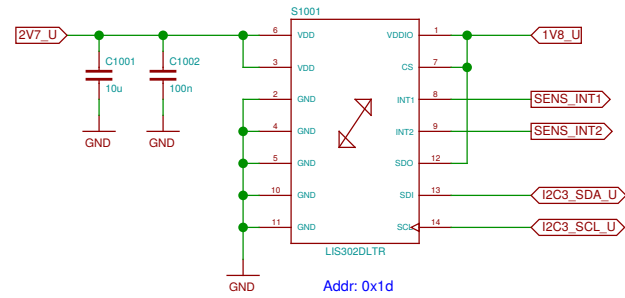 S1001
2V7_U
6 VDD VDDIO 1 1V8_U
C1001 C1002
3 VDD CS 7
10u 100n
2 GND INT1 8 SENS_INT1
4 GND INT2 9 SENS_INT2
GND GND
5 GND SDO 12
10 GND SDI 13 I2C3_SDA_U
11 GND SCL 14 I2C3_SCL_U
LIS302DLTR
GND
Addr: 0x1d